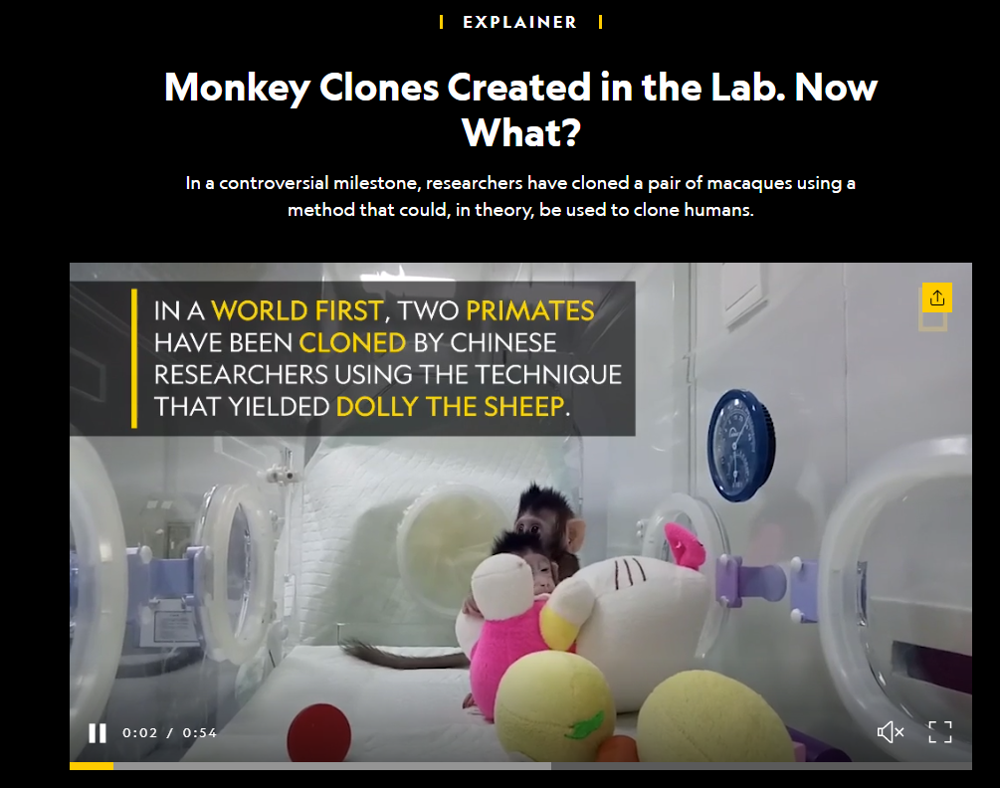 EXPLAINER
Monkey Clones Created in the Lab. Now
What?
In a controversial milestone, researchers have cloned a pair of macaques using a
method that could, in theory, be used to clone humans.
IN A WORLD FIRST, TWO PRIMATES
HAVE BEEN CLONED BY CHINESE
RESEARCHERS USING THE TECHNIQUE
THAT YIELDED DOLLY THE SHEEP.
0:02 / 0:54